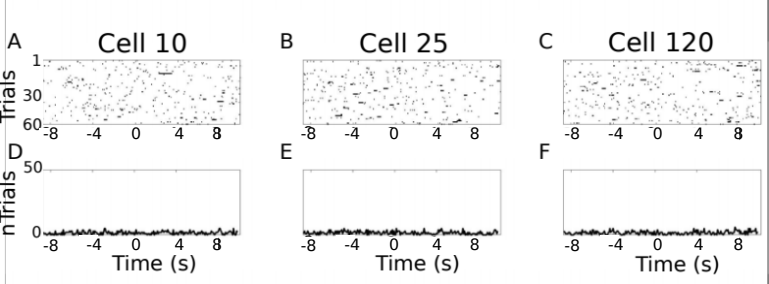 A Cell 10 B Cell 25 C Cell 120
Trials
1
30
60
-8 -4 0 4 8 -8 -4 0 4 8 -8 -4 0 4 8
D E F
nTrials
50
0
-8 -4 0 4 8 -8 -4 0 4 8 -8 -4 0 4 8
Time (s) Time (s) Time (s)